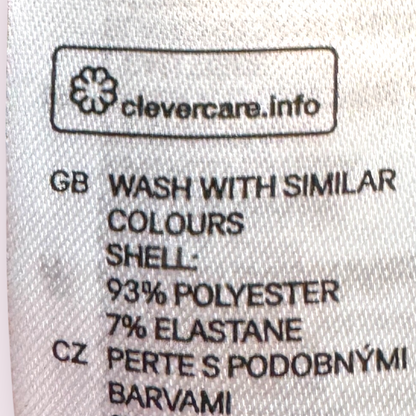 clevercare.info
GB WASH WITH SIMILAR
COLOURS
SHELL:
93% POLYESTER
7% ELASTANE
CZ PERTE S PODOBNÝMI
BARVAMI